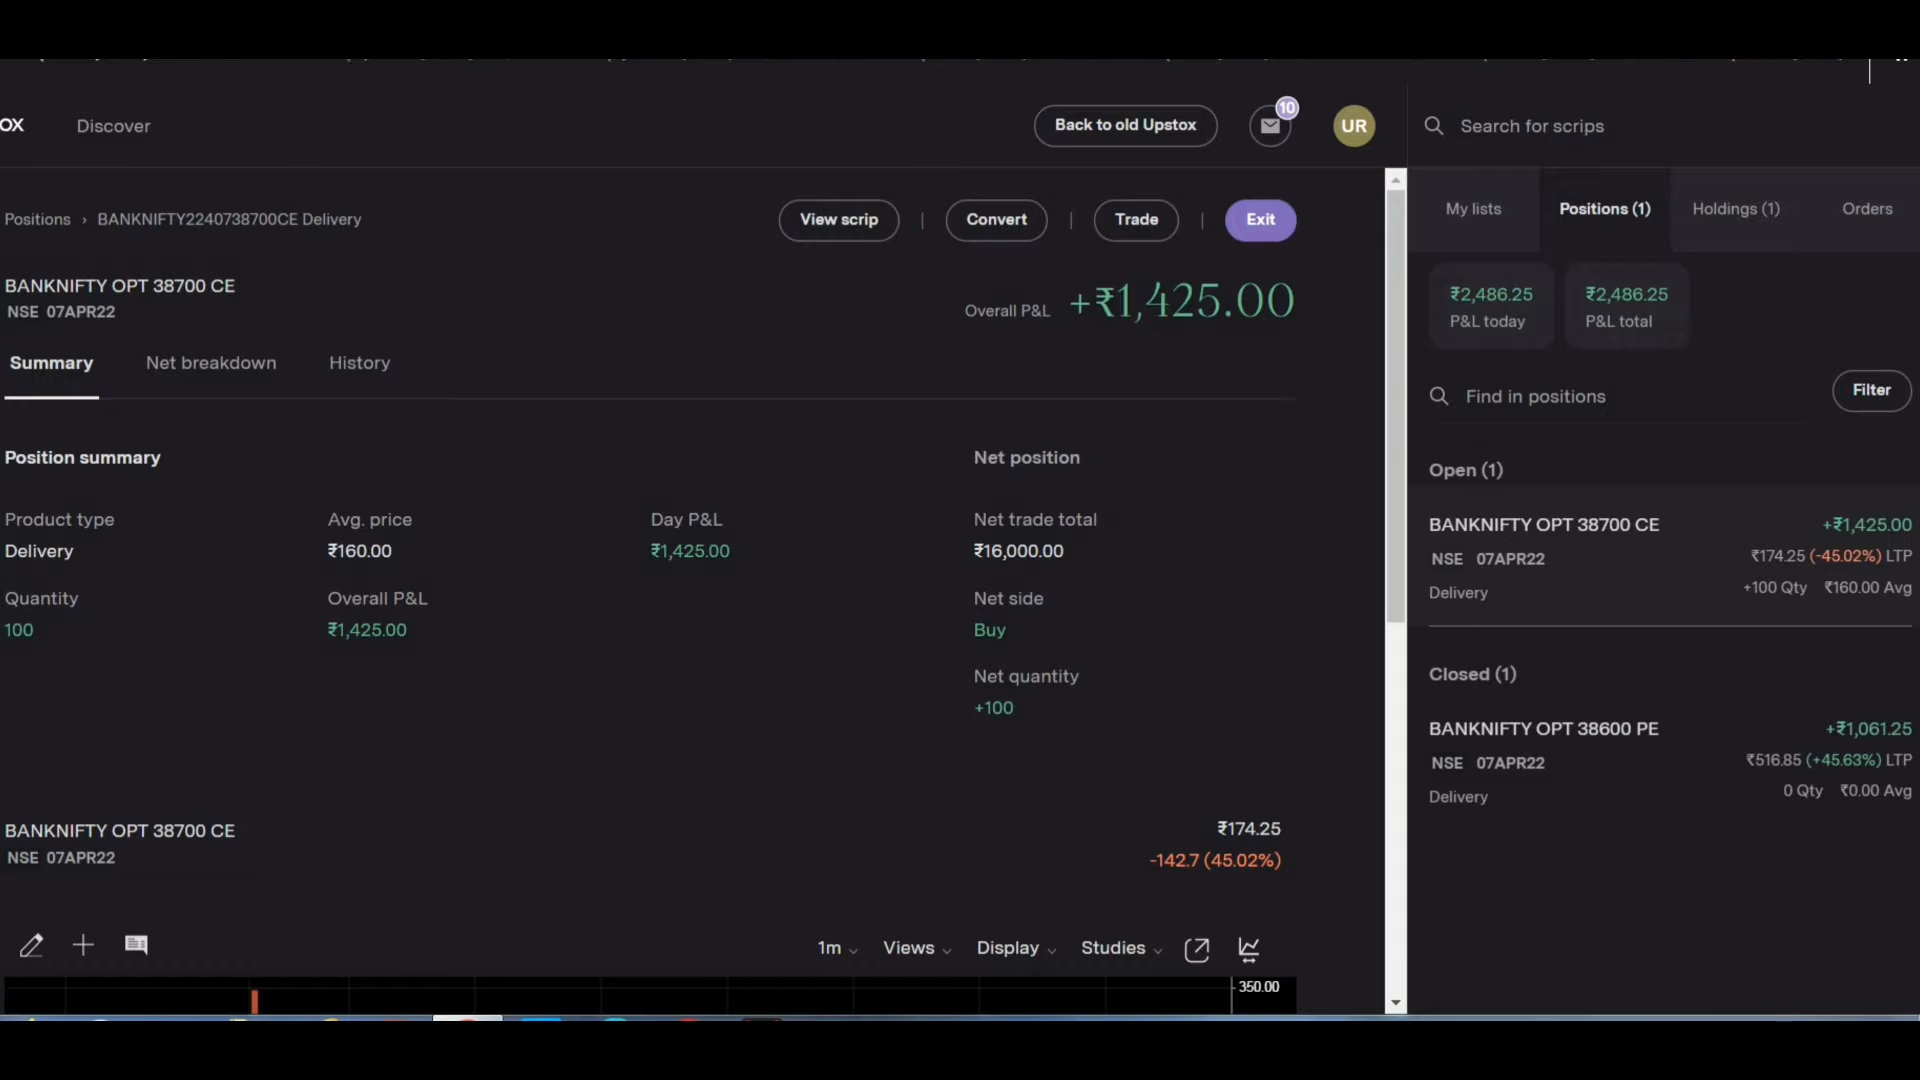 OX
Discover
Back to old Upstox
10
UR
Search for scrips
Positions › BANKNIFTY2240738700CE Delivery
View scrip
Convert
Trade
Exit
My lists
Positions (1)
Holdings (1)
Orders
BANKNIFTY OPT 38700 CE
NSE 07APR22
Overall P&L +₹1,425.00
₹2,486.25
P&L today
₹2,486.25
P&L total
Summary
Net breakdown
History
Find in positions
Filter
Position summary
Net position
Product type
Delivery
Avg. price
₹160.00
Day P&L
₹1,425.00
Net trade total
₹16,000.00
Quantity
100
Overall P&L
₹1,425.00
Net side
Buy
Net quantity
+100
Open (1)
BANKNIFTY OPT 38700 CE
+₹1,425.00
NSE 07APR22
₹174.25 (-45.02%) LTP
Delivery
+100 Qty ₹160.00 Avg
Closed (1)
BANKNIFTY OPT 38600 PE
+₹1,061.25
NSE 07APR22
₹516.85 (+45.63%) LTP
Delivery
0 Qty ₹0.00 Avg
BANKNIFTY OPT 38700 CE
NSE 07APR22
₹174.25
-142.7 (45.02%)
1m
Views
Display
Studies
350.00